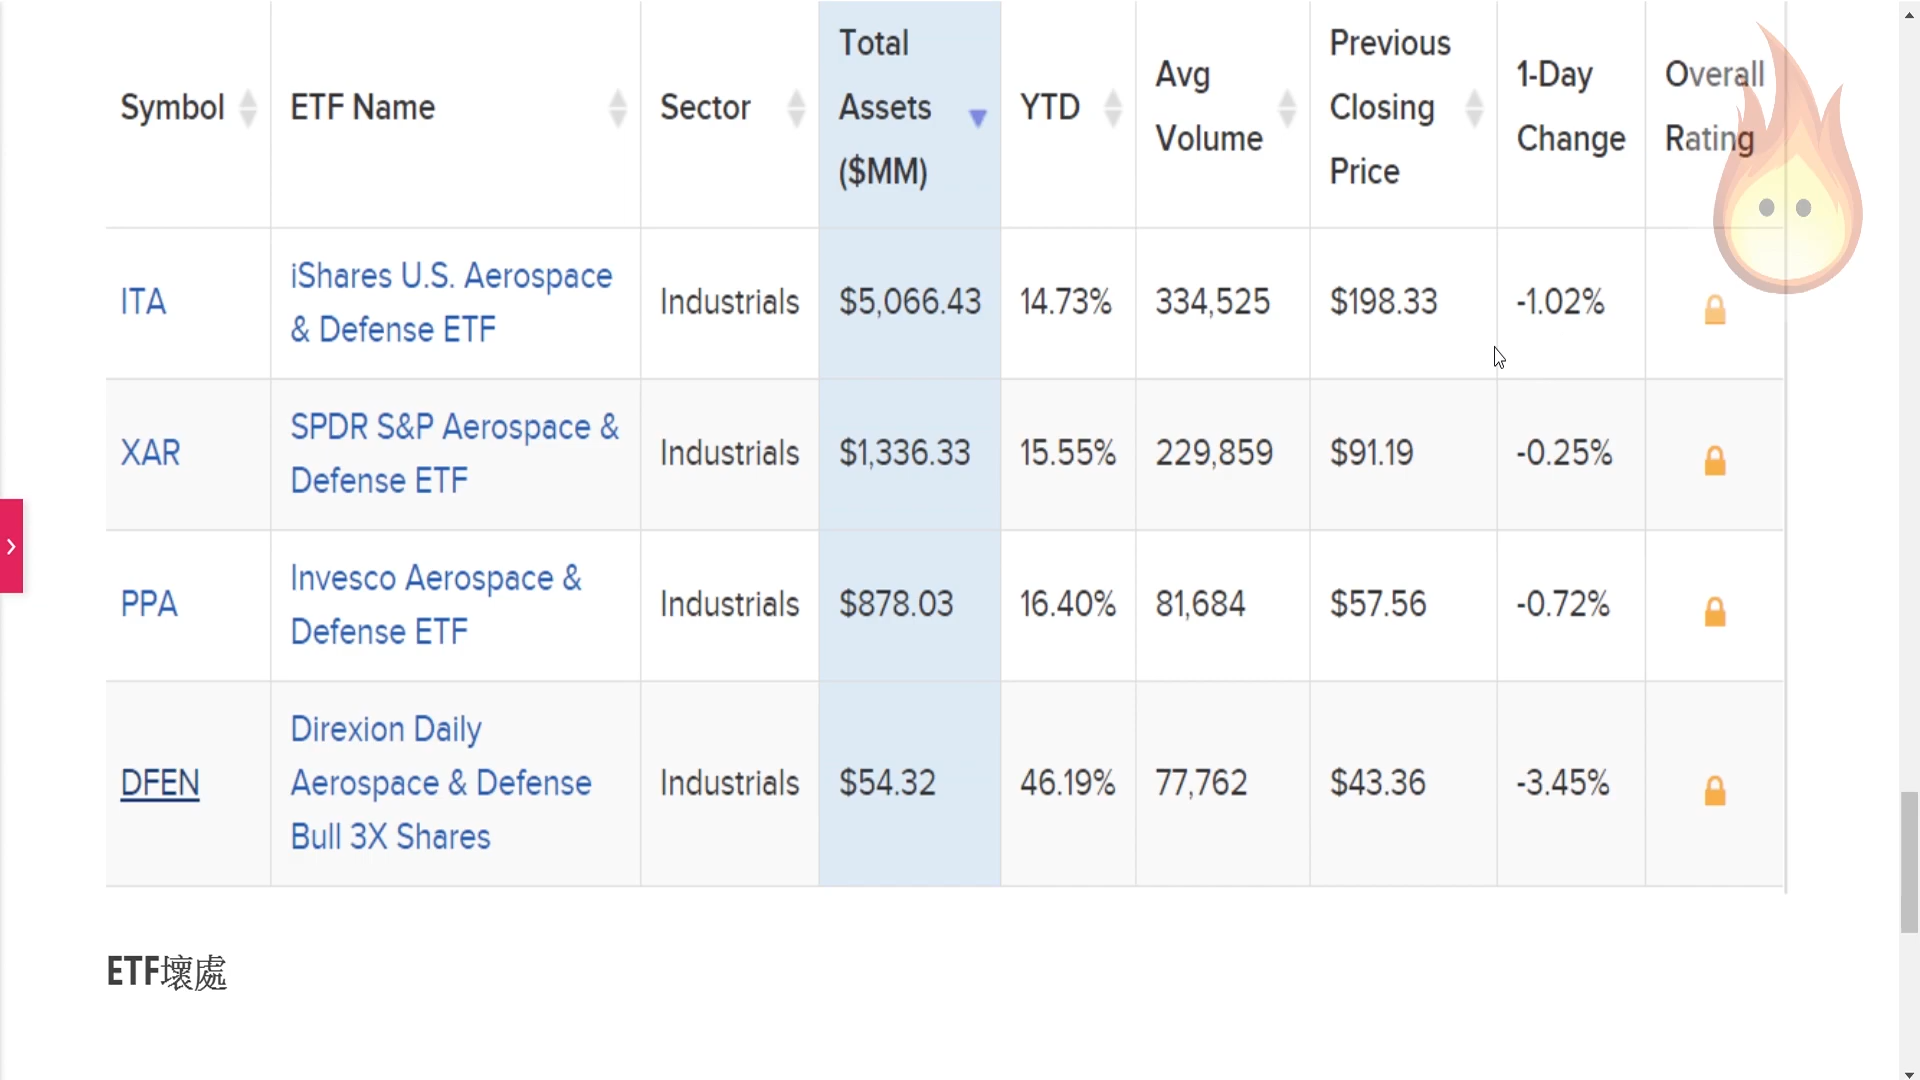 Symbol
ETF Name
Sector
Total
Assets
($MM)
YTD
Avg
Volume
Previous
Closing
Price
1-Day
Change
Overall
Rating
ITA
iShares U.S. Aerospace
& Defense ETF
Industrials
$5,066.43
14.73%
334,525
$198.33
-1.02%
XAR
SPDR S&P Aerospace &
Defense ETF
Industrials
$1,336.33
15.55%
229,859
$91.19
-0.25%
PPA
Invesco Aerospace &
Defense ETF
Industrials
$878.03
16.40%
81,684
$57.56
-0.72%
DFEN
Direxion Daily
Aerospace & Defense
Bull 3X Shares
Industrials
$54.32
46.19%
77,762
$43.36
-3.45%
ETF壞處